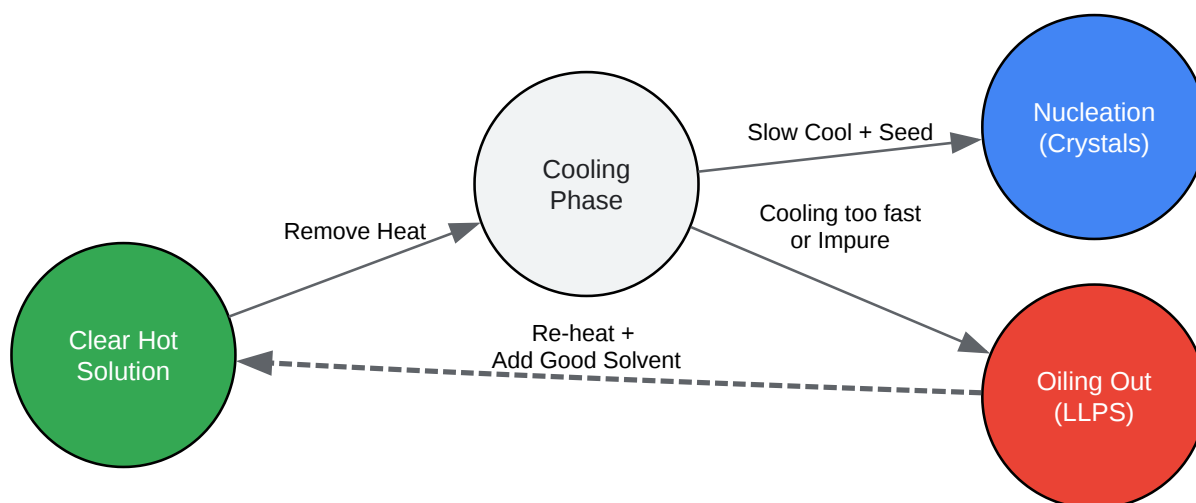 Clear Hot
Solution
Remove Heat
Cooling
Phase
Slow Cool + Seed
Nucleation
(Crystals)
Cooling too fast
or Impure
Oiling Out
(LLPS)
Re-heat +
Add Good Solvent